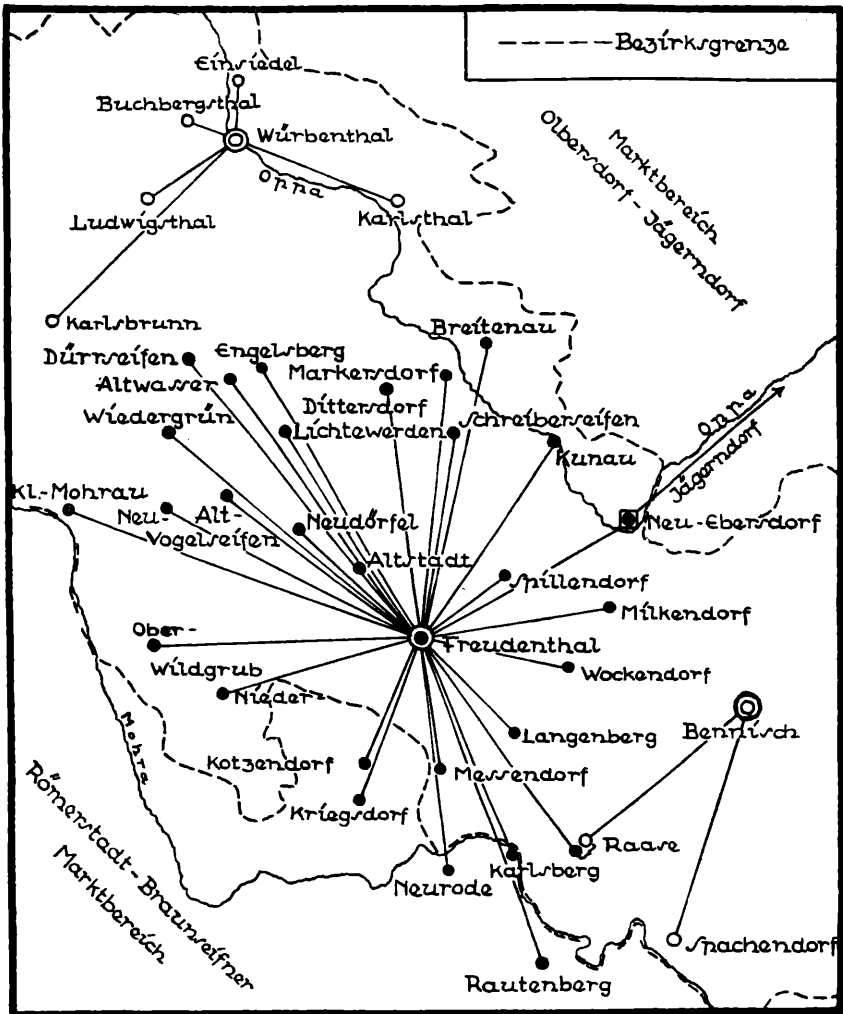 Bezirksgrenze
Einsiedel
Buchbergsthal
Würbenthal
Oppa
Ludwigsthal
Karlsthal
Marktbereich
Olbersdorf-Jägerndorf
Karlsbrunn
Breitenau
Dürrseifen
Engelsberg
Altwasser
Markersdorf
Wiedergrün
Dittersdorf
Lichtewerden
Schreiberseifen
Kunau
Oppa
Jägerndorf
Kl.-Mohrau
Neu-
Alt-
Vogelseifen
Neudörfel
Neu-Ebersdorf
Altstadt
Spillendorf
Milkendorf
Ober-
Freudenthal
Wildgrub
Wockendorf
Nieder-
Mohra
Bennisch
Langenberg
Kotzendorf
Messendorf
Kriegsdorf
Raase
Karlsberg
Neurode
Römerstadt-Braunseifner
Marktbereich
Spachendorf
Rautenberg